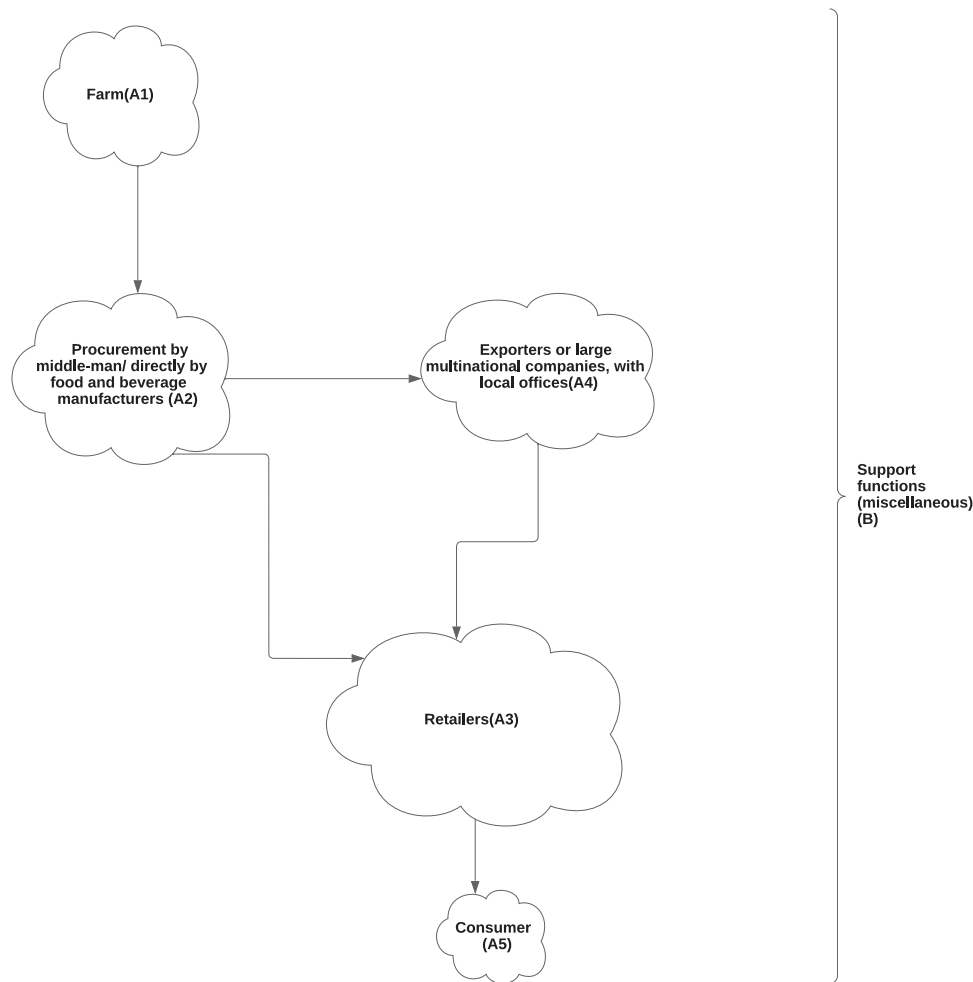 Farm(A1)
Procurement by
middle-man/ directly by
food and beverage
manufacturers (A2)
Exporters or large
multinational companies, with
local offices(A4)
Support
functions
(miscellaneous)
(B)
Retailers(A3)
Consumer
(A5)